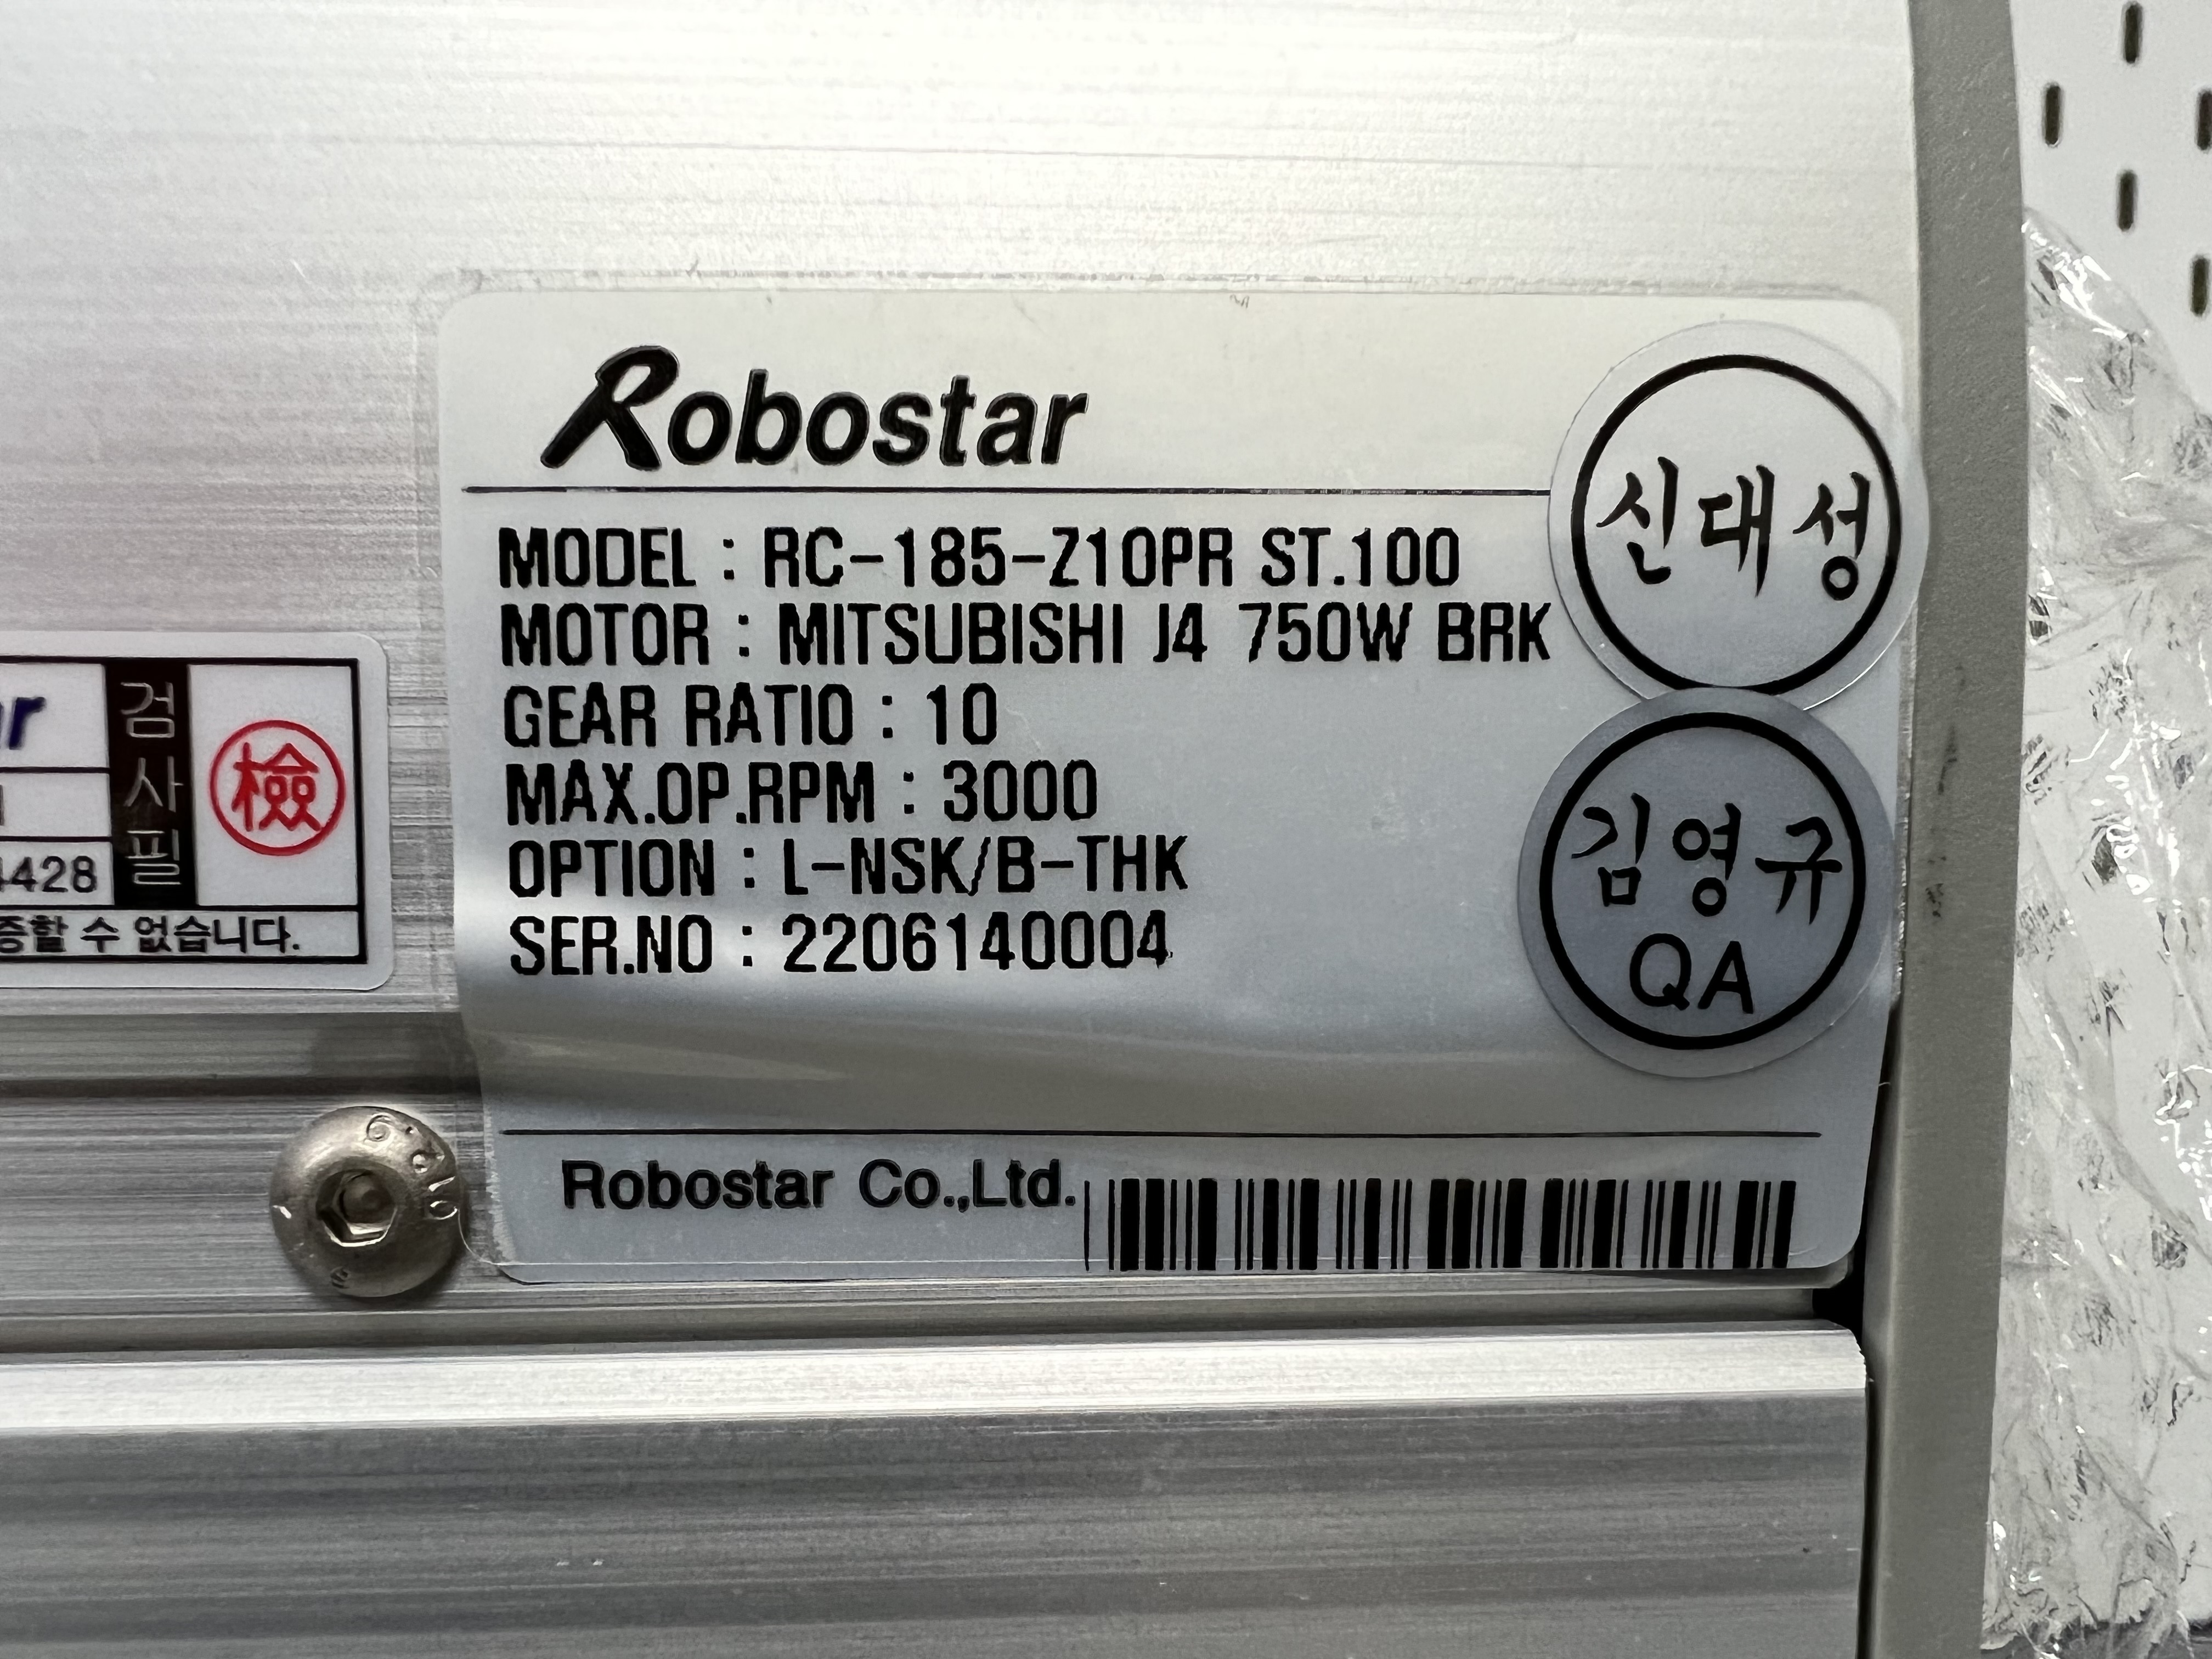 Robostar
MODEL : RC-185-Z10PR ST.100
MOTOR : MITSUBISHI J4 750W BRK
GEAR RATIO : 10
MAX.OP.RPM : 3000
OPTION : L-NSK/B-THK
SER.NO : 2206140004
신대성
김영규
QA
Robostar Co.,Ltd.
검사필
檢
4428
증할 수 없습니다.